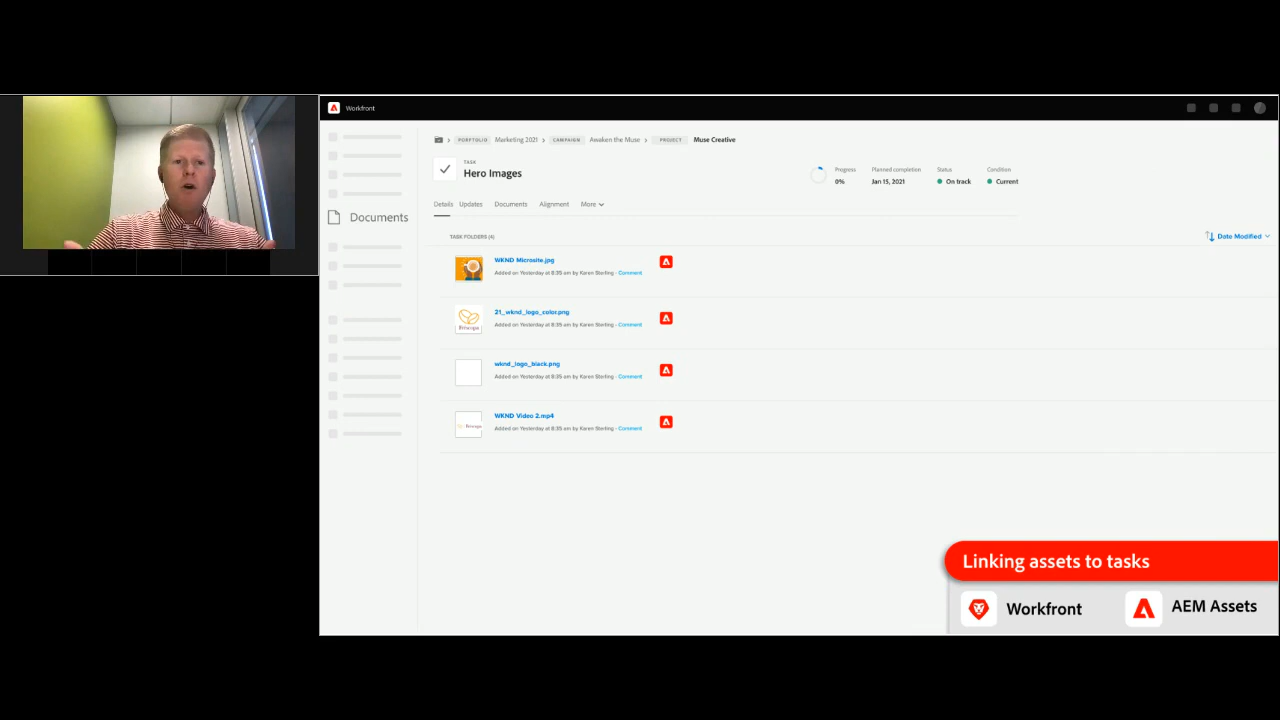 Workfront
PORTFOLIO Marketing 2021 CAMPAIGN Awaken the Muse PROJECT Muse Creative
TASK
Hero Images
Progress Planned completion Status Condition
0% Jan 15, 2021 On track Current
Details Updates Documents Alignment More
Documents
TASK FOLDERS (4)
Date Modified
WKND Microsite.jpg
Added on Yesterday at 8:35 am by Karen Sterling - Comment
21_wknd_logo_color.png
Added on Yesterday at 8:35 am by Karen Sterling - Comment
wknd_logo_black.png
Added on Yesterday at 8:35 am by Karen Sterling - Comment
WKND Video 2.mp4
Added on Yesterday at 8:35 am by Karen Sterling - Comment
Linking assets to tasks
Workfront AEM Assets